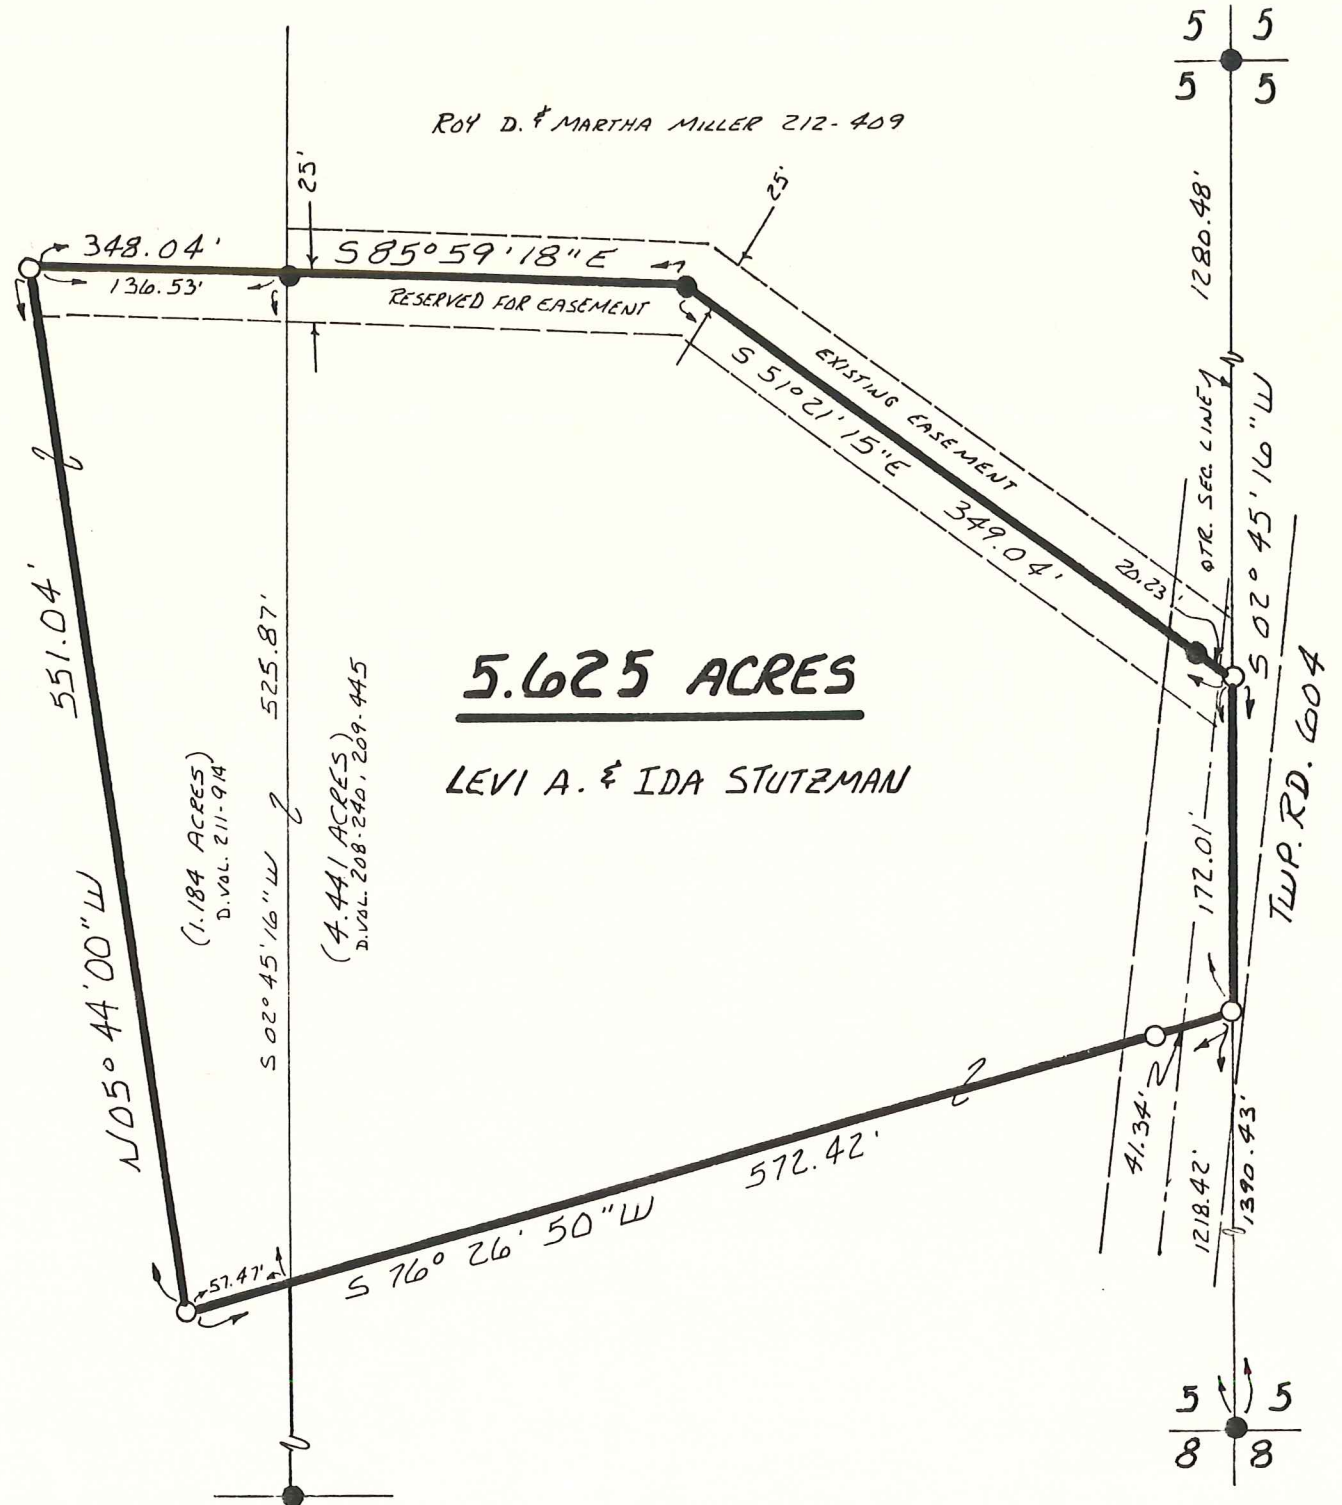 5 5
5 5
ROY D. & MARTHA MILLER 212-409
25'
25'
1280.48'
348.04'
S 85° 59' 18" E
136.53'
RESERVED FOR EASEMENT
S 51° 21' 15" E
349.04'
EXISTING EASEMENT
20.23'
QTR. SEC. LINE
S 02° 45' 16" W
551.04'
N 05° 44' 00" W
525.87'
S 02° 45' 16" W
(1.184 ACRES)
D.VOL. 211-914
(4.441 ACRES)
D.VOL. 208-240, 209-445
5.625 ACRES
LEVI A. & IDA STUTZMAN
172.01'
TWP. RD. 604
41.34'
1218.42'
1390.43'
572.42'
S 76° 26' 50" W
57.47'
5 5
8 8